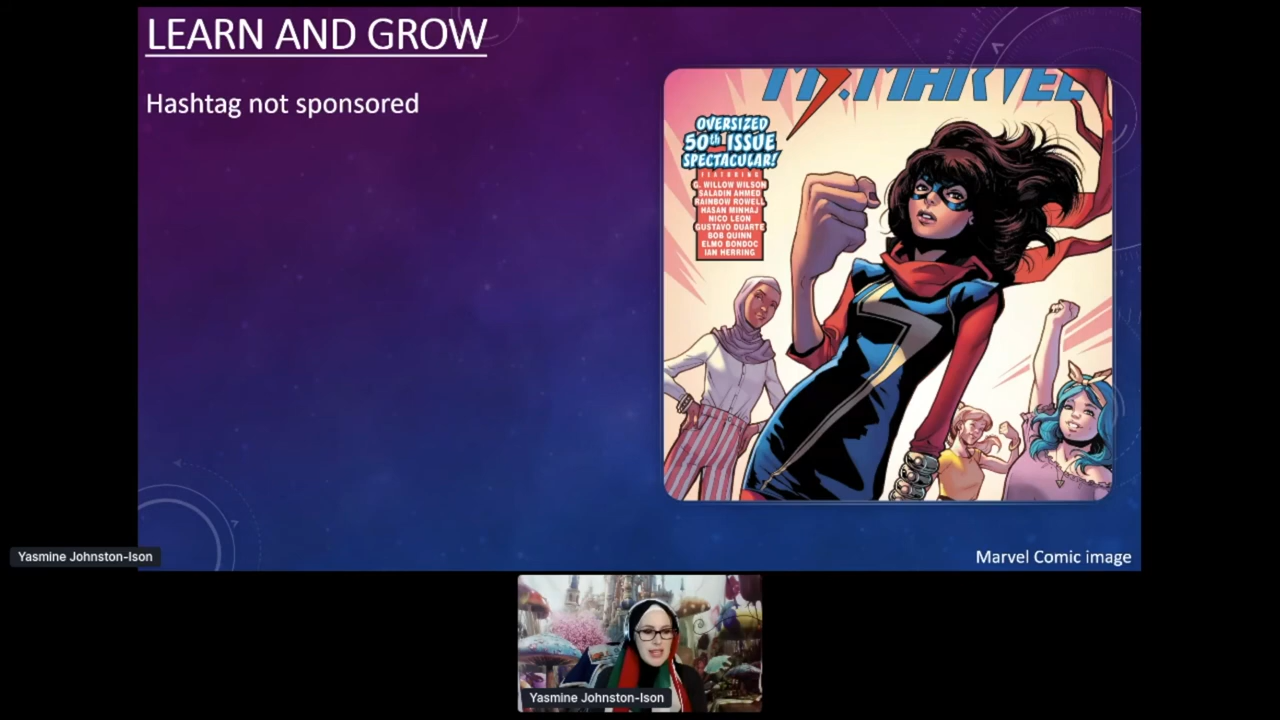 LEARN AND GROW
Hashtag not sponsored
MS. MARVEL
OVERSIZED
50th ISSUE
SPECTACULAR!
FEATURING
G. WILLOW WILSON
SALADIN AHMED
RAINBOW ROWELL
HASAN MINHAJ
NICO LEON
GUSTAVO DUARTE
BOB QUINN
ELMO BONDOC
IAN HERRING
Marvel Comic image
Yasmine Johnston-Ison
Yasmine Johnston-Ison